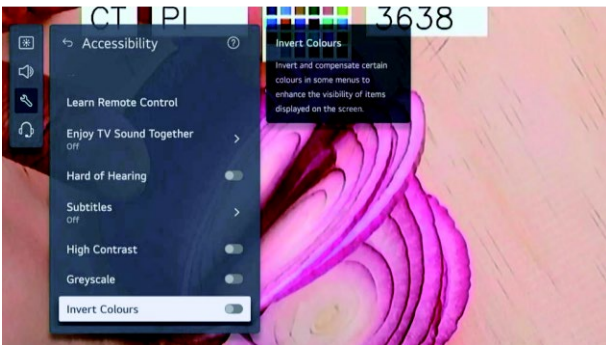 CT PI 3638
Accessibility
Learn Remote Control
Enjoy TV Sound Together
Off
Hard of Hearing
Subtitles
Off
High Contrast
Greyscale
Invert Colours
Invert Colours
Invert and compensate certain
colours in some menus to
enhance the visibility of items
displayed on the screen.